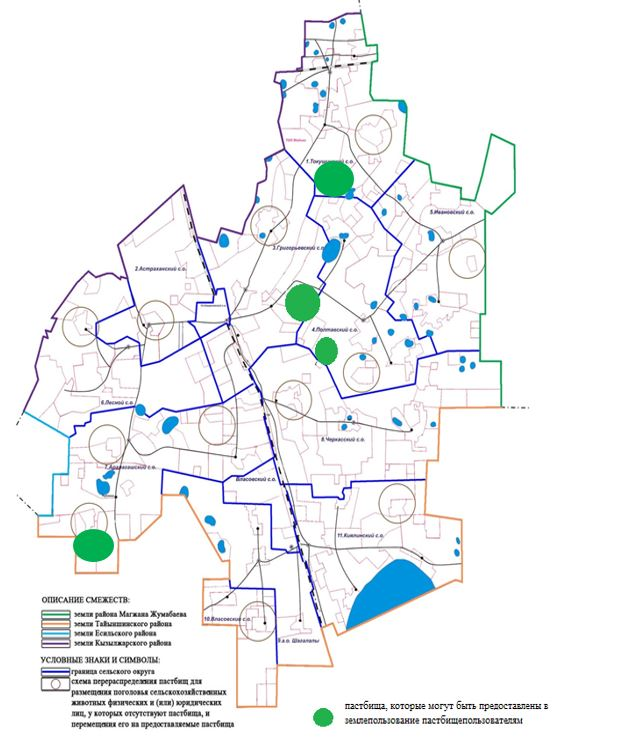 1.Токушинский с.о.
5.Ивановский с.о.
3.Григорьевский с.о.
2.Астраханский с.о.
4.Полтавский с.о.
6.Лесной с.о.
8.Черкасский с.о.
7.Аралагашский с.о.
Власовский с.о.
11.Киялинский с.о.
10.Власовский с.о.
9.а.о. Шагалалы
ОПИСАНИЕ СМЕЖЕСТВ:
земли района Магжана Жумабаева
земли Тайыншинского района
земли Есильского района
земли Кызылжарского района
УСЛОВНЫЕ ЗНАКИ И СИМВОЛЫ:
граница сельского округа
схема перераспределения пастбищ для
размещения поголовья сельскохозяйственных
животных физических и (или) юридических
лиц, у которых отсутствуют пастбища, и
перемещения его на предоставляемые пастбища
пастбища, которые могут быть предоставлены в
землепользование пастбищепользователям